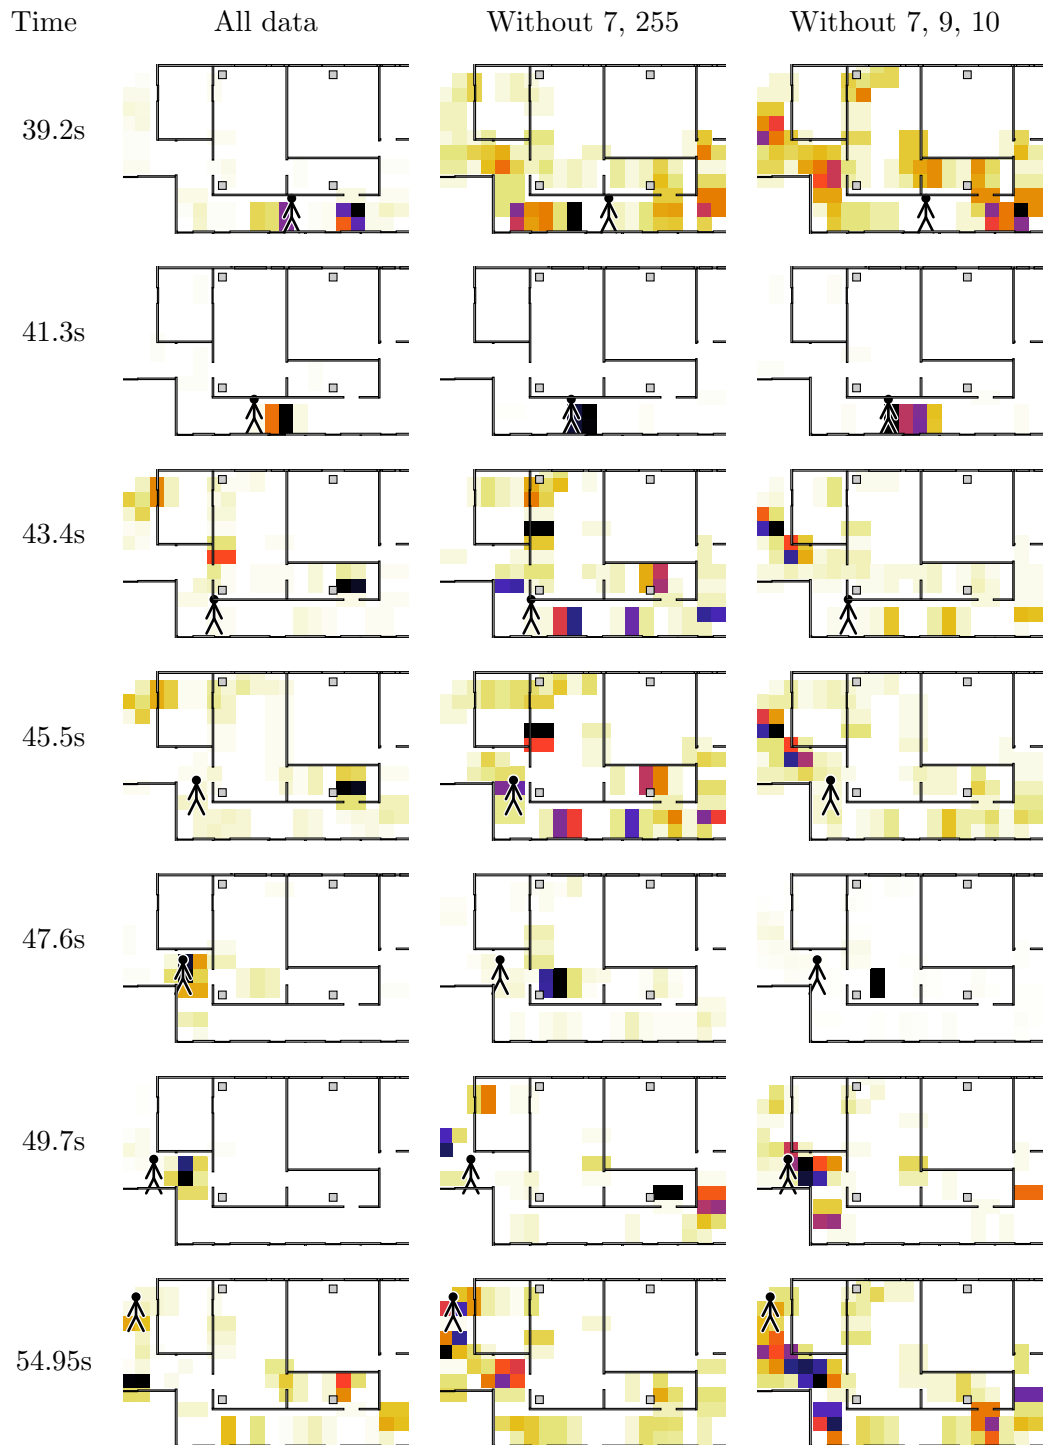 Time All data Without 7, 255 Without 7, 9, 10
39.2s
41.3s
43.4s
45.5s
47.6s
49.7s
54.95s